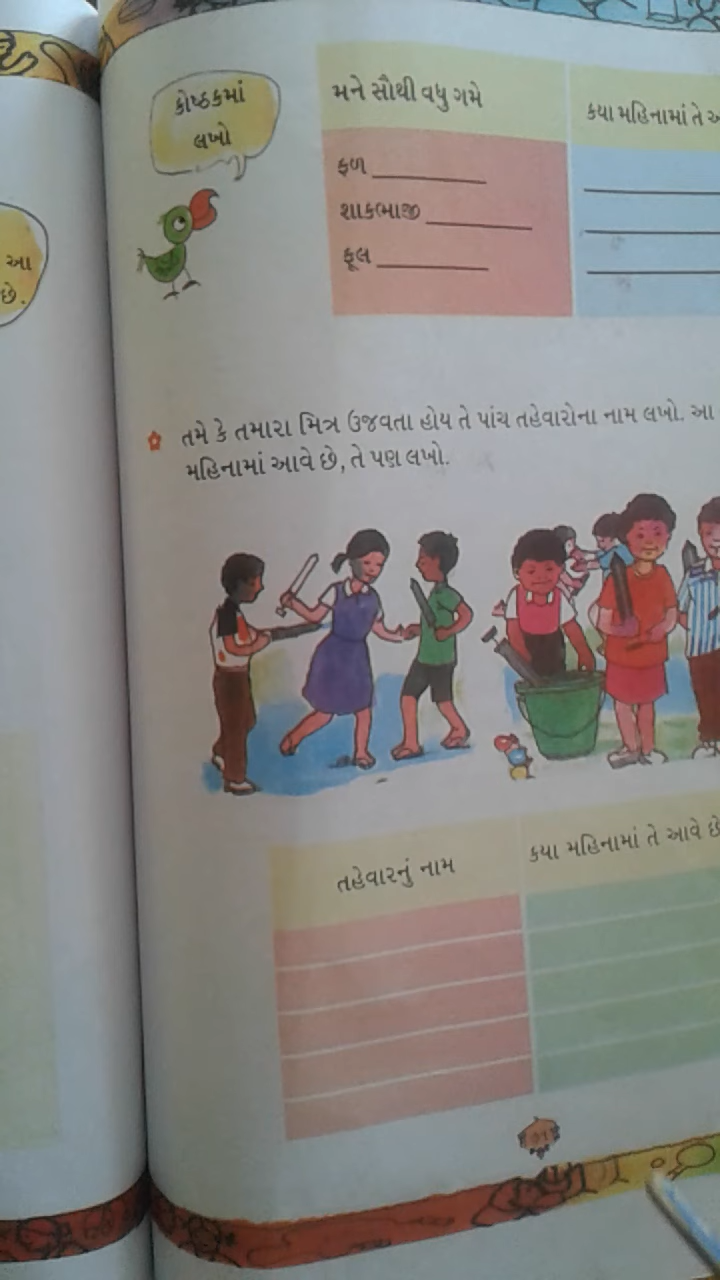 આ
છે.
કોષ્ઠકમાં
લખો
મને સૌથી વધુ ગમે
કયા મહિનામાં તે
ફળ
શાકભાજી
ફૂલ
તમે કે તમારા મિત્ર ઉજવતા હોય તે પાંચ તહેવારોના નામ લખો. આ
મહિનામાં આવે છે, તે પણ લખો.
તહેવારનું નામ
કયા મહિનામાં તે આવે છે